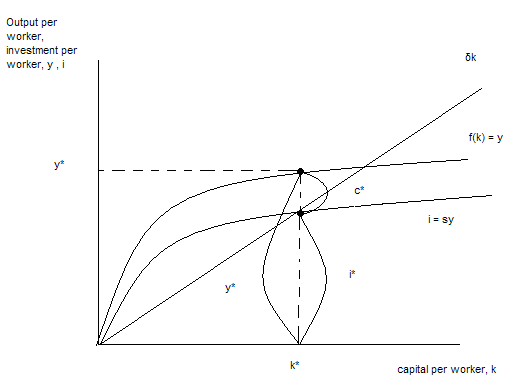 Output per
worker,
investment per
worker, y , i
δk
f(k) = y
y*
c*
i = sy
i*
y*
k*
capital per worker, k